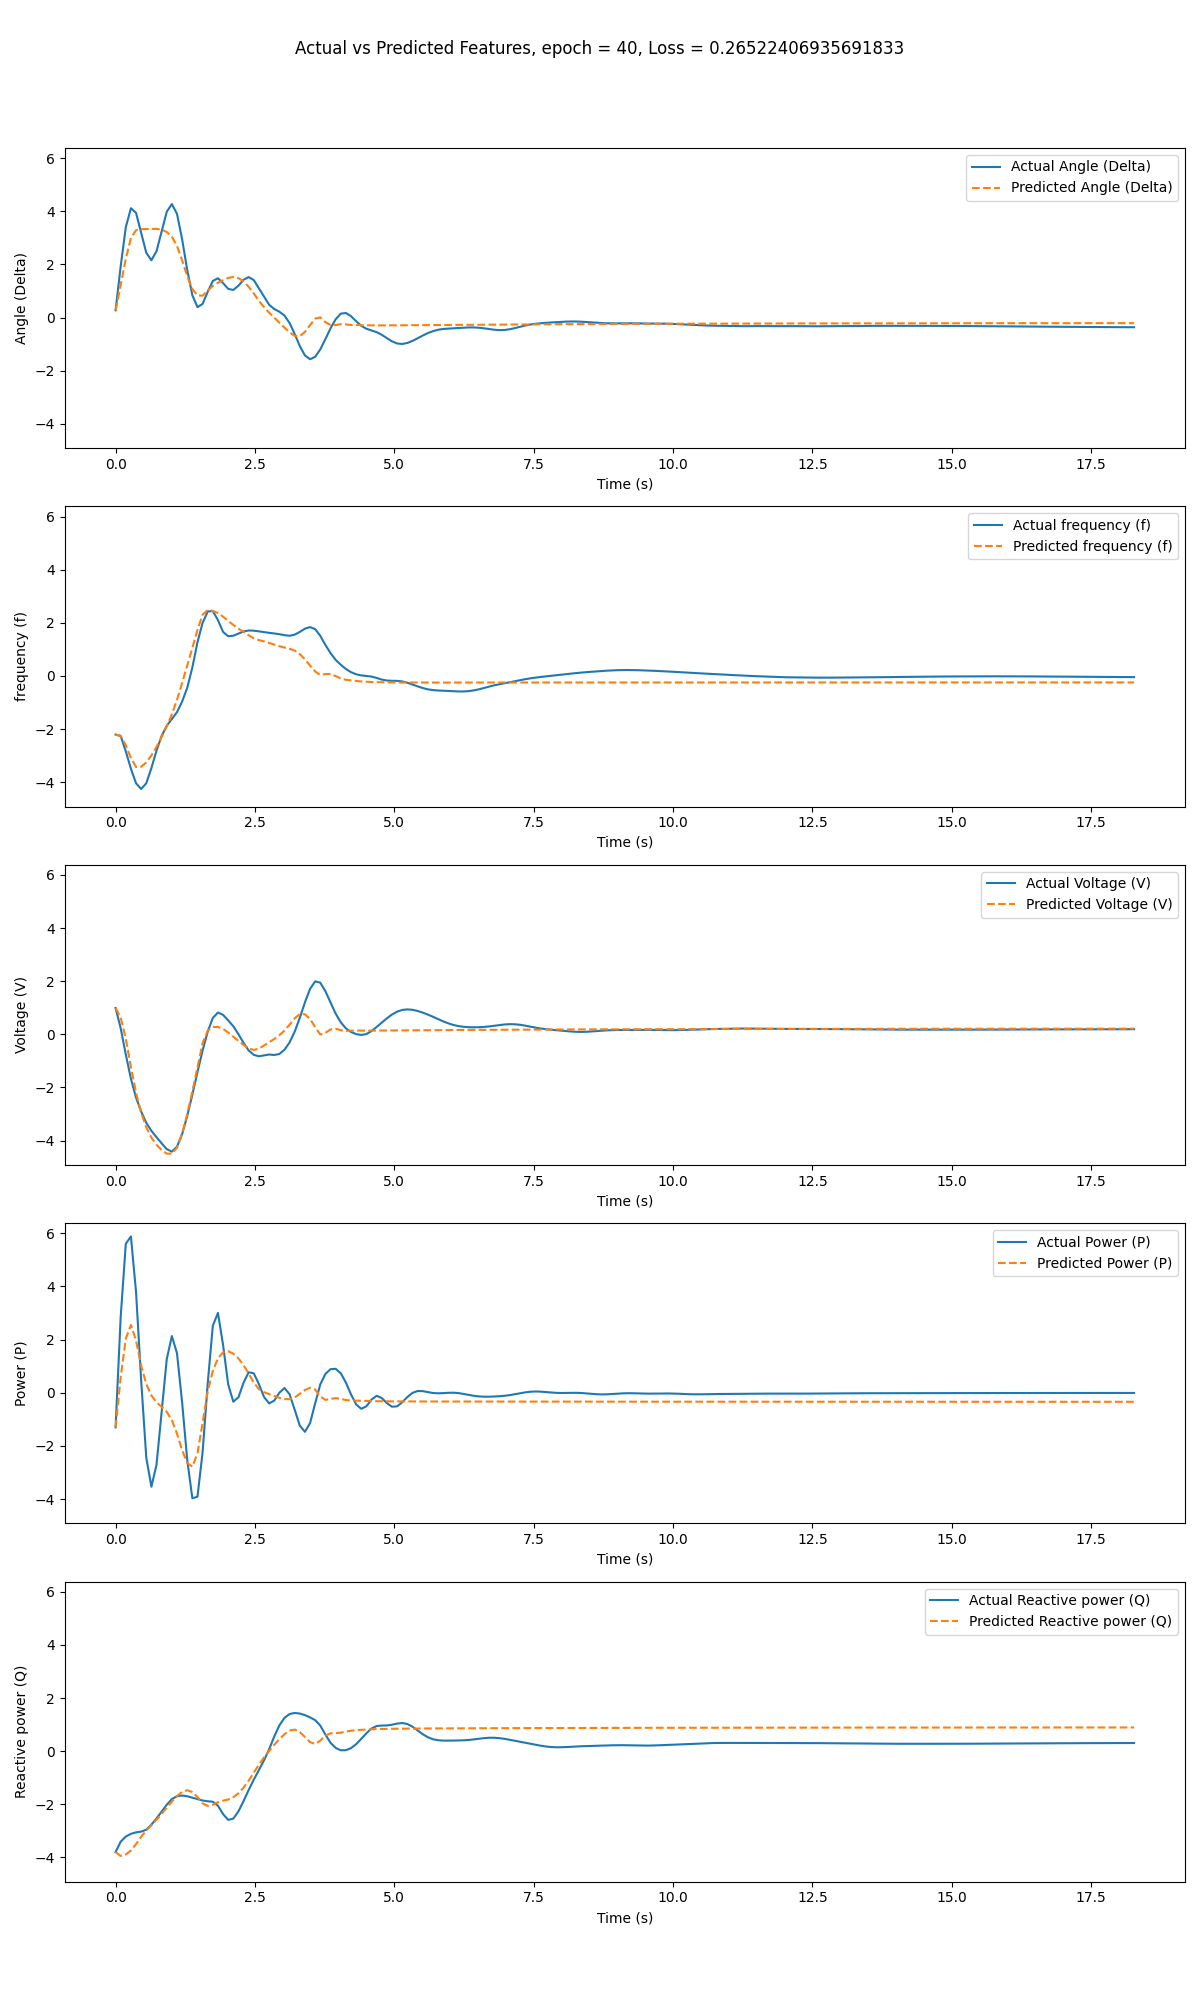 Actual vs Predicted Features, epoch = 40, Loss = 0.26522406935691833
Actual Angle (Delta)
Predicted Angle (Delta)
Angle (Delta)
6
4
2
0
−2
−4
0.0 2.5 5.0 7.5 10.0 12.5 15.0 17.5
Time (s)
Actual frequency (f)
Predicted frequency (f)
frequency (f)
6
4
2
0
−2
−4
0.0 2.5 5.0 7.5 10.0 12.5 15.0 17.5
Time (s)
Actual Voltage (V)
Predicted Voltage (V)
Voltage (V)
6
4
2
0
−2
−4
0.0 2.5 5.0 7.5 10.0 12.5 15.0 17.5
Time (s)
Actual Power (P)
Predicted Power (P)
Power (P)
6
4
2
0
−2
−4
0.0 2.5 5.0 7.5 10.0 12.5 15.0 17.5
Time (s)
Actual Reactive power (Q)
Predicted Reactive power (Q)
Reactive power (Q)
6
4
2
0
−2
−4
0.0 2.5 5.0 7.5 10.0 12.5 15.0 17.5
Time (s)